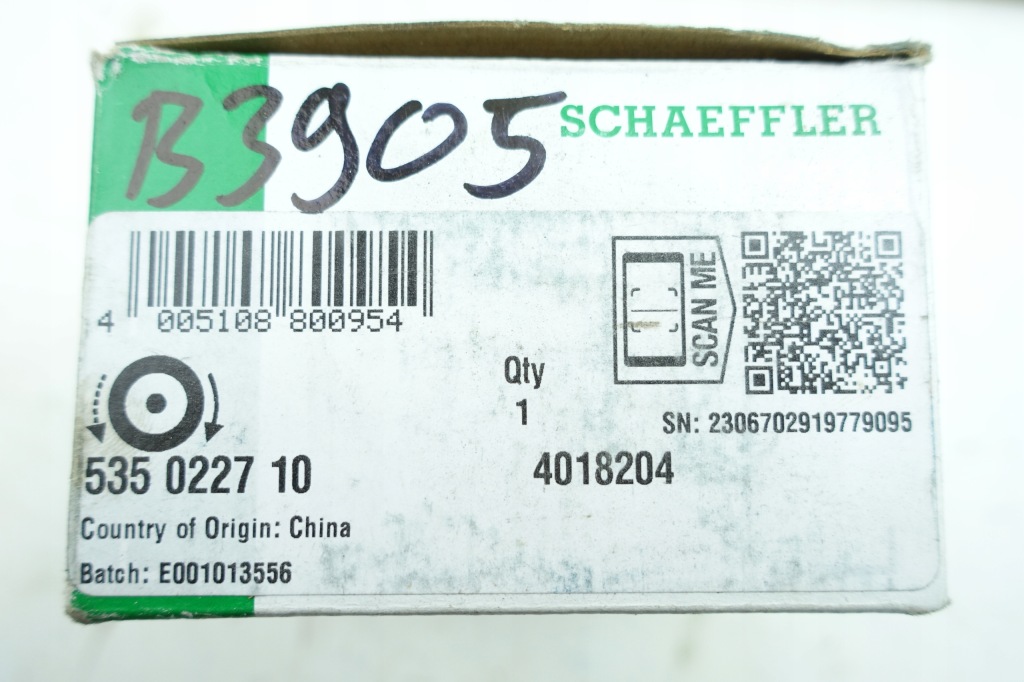 B3905
SCHAEFFLER
4 005108 800954
SCAN ME
Qty
1
SN: 2306702919779095
535 0227 10
4018204
Country of Origin: China
Batch: E001013556